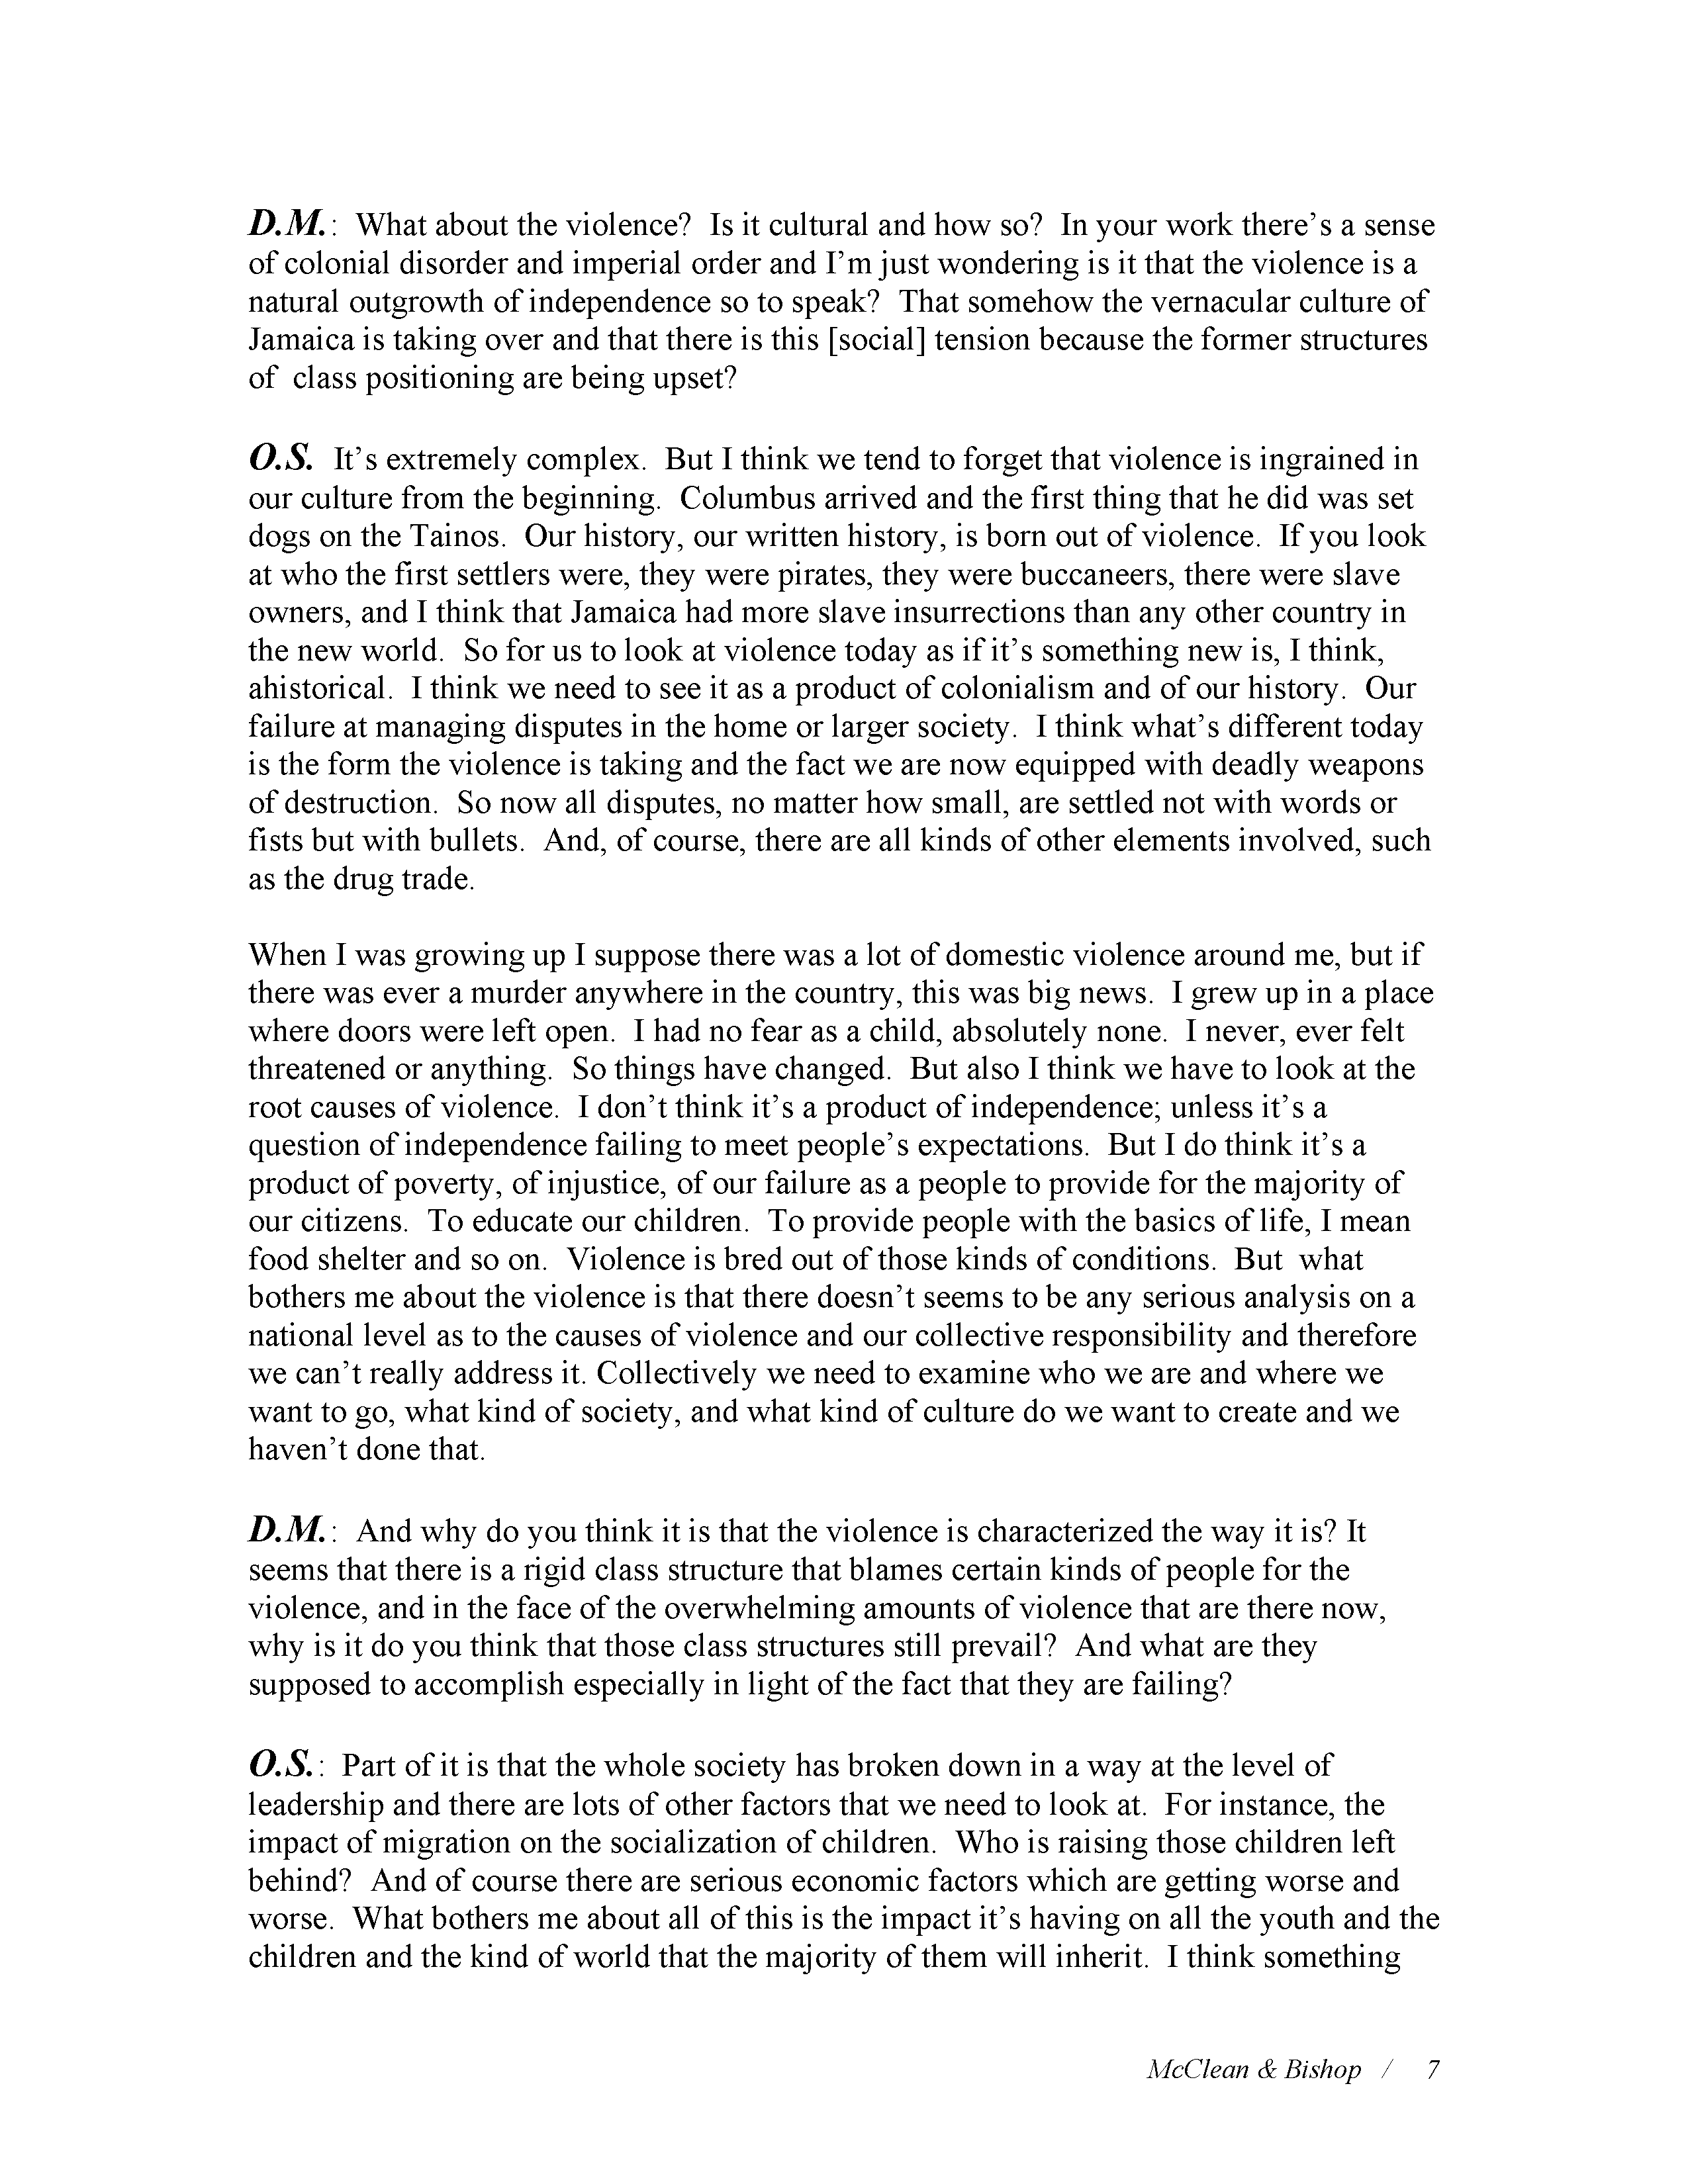 D.M.: What about the violence? Is it cultural and how so? In your work there’s a sense
of colonial disorder and imperial order and I’m just wondering is it that the violence is a
natural outgrowth of independence so to speak? That somehow the vernacular culture of
Jamaica is taking over and that there is this [social] tension because the former structures
of class positioning are being upset?
O.S. It’s extremely complex. But I think we tend to forget that violence is ingrained in
our culture from the beginning. Columbus arrived and the first thing that he did was set
dogs on the Tainos. Our history, our written history, is born out of violence. If you look
at who the first settlers were, they were pirates, they were buccaneers, there were slave
owners, and I think that Jamaica had more slave insurrections than any other country in
the new world. So for us to look at violence today as if it’s something new is, I think,
ahistorical. I think we need to see it as a product of colonialism and of our history. Our
failure at managing disputes in the home or larger society. I think what’s different today
is the form the violence is taking and the fact we are now equipped with deadly weapons
of destruction. So now all disputes, no matter how small, are settled not with words or
fists but with bullets. And, of course, there are all kinds of other elements involved, such
as the drug trade.
When I was growing up I suppose there was a lot of domestic violence around me, but if
there was ever a murder anywhere in the country, this was big news. I grew up in a place
where doors were left open. I had no fear as a child, absolutely none. I never, ever felt
threatened or anything. So things have changed. But also I think we have to look at the
root causes of violence. I don’t think it’s a product of independence; unless it’s a
question of independence failing to meet people’s expectations. But I do think it’s a
product of poverty, of injustice, of our failure as a people to provide for the majority of
our citizens. To educate our children. To provide people with the basics of life, I mean
food shelter and so on. Violence is bred out of those kinds of conditions. But what
bothers me about the violence is that there doesn’t seems to be any serious analysis on a
national level as to the causes of violence and our collective responsibility and therefore
we can’t really address it. Collectively we need to examine who we are and where we
want to go, what kind of society, and what kind of culture do we want to create and we
haven’t done that.
D.M.: And why do you think it is that the violence is characterized the way it is? It
seems that there is a rigid class structure that blames certain kinds of people for the
violence, and in the face of the overwhelming amounts of violence that are there now,
why is it do you think that those class structures still prevail? And what are they
supposed to accomplish especially in light of the fact that they are failing?
O.S.: Part of it is that the whole society has broken down in a way at the level of
leadership and there are lots of other factors that we need to look at. For instance, the
impact of migration on the socialization of children. Who is raising those children left
behind? And of course there are serious economic factors which are getting worse and
worse. What bothers me about all of this is the impact it’s having on all the youth and the
children and the kind of world that the majority of them will inherit. I think something
McClean & Bishop / 7